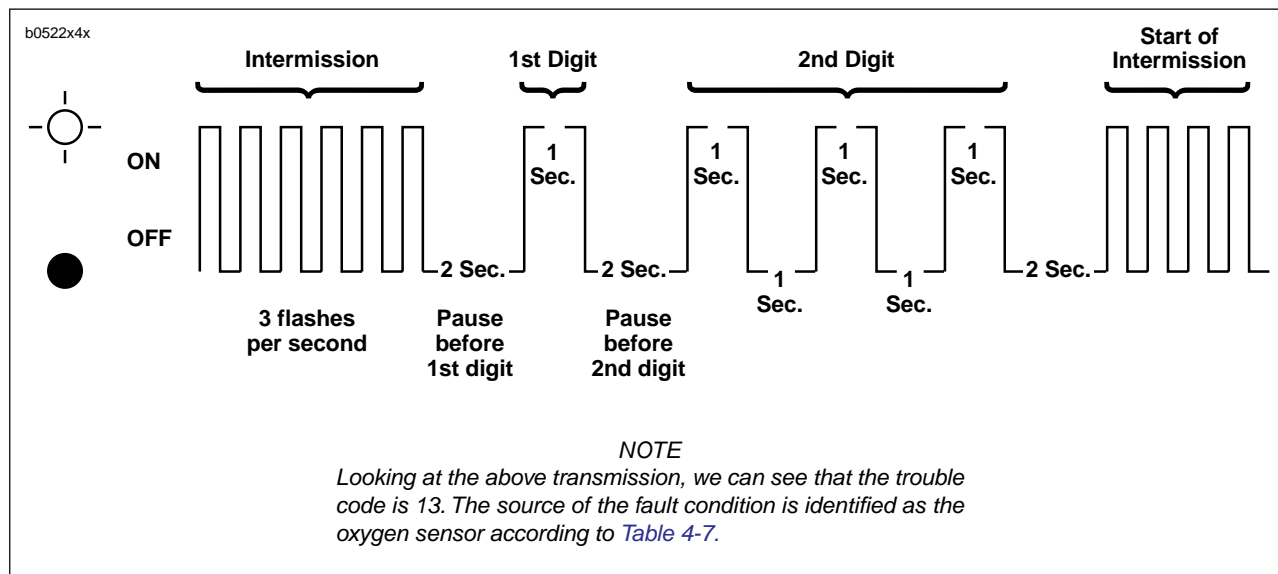 b0522x4x
Intermission
1st Digit
2nd Digit
Start of
Intermission
ON
OFF
1
Sec.
1
Sec.
1
Sec.
1
Sec.
2 Sec.
2 Sec.
1
Sec.
1
Sec.
2 Sec.
3 flashes
per second
Pause
before
1st digit
Pause
before
2nd digit
NOTE
Looking at the above transmission, we can see that the trouble
code is 13. The source of the fault condition is identified as the
oxygen sensor according to Table 4-7.